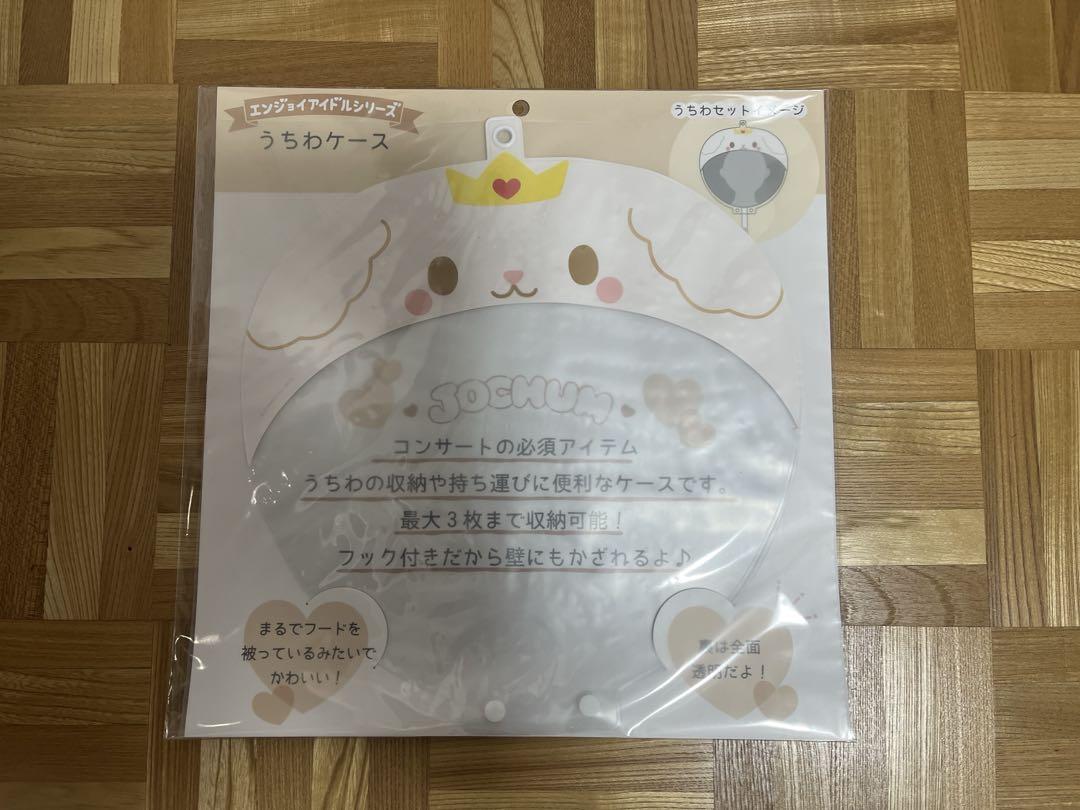 エンジョイアイドルシリーズ
うちわケース
うちわセットイメージ
JOCHUM
コンサートの必須アイテム
うちわの収納や持ち運びに便利なケースです。
最大3枚まで収納可能!
フック付きだから壁にもかざれるよ♪
まるでフードを
被っているみたいで
かわいい!
裏は全面
透明だよ!